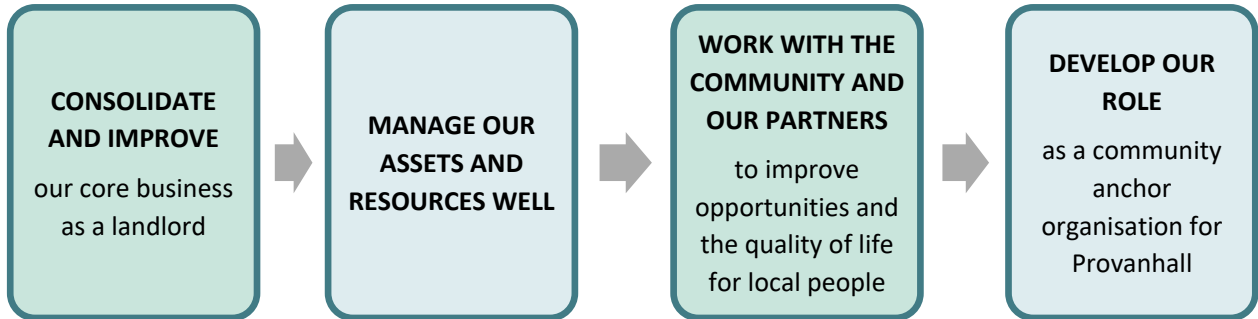 CONSOLIDATE
AND IMPROVE
our core business
as a landlord
MANAGE OUR
ASSETS AND
RESOURCES WELL
WORK WITH THE
COMMUNITY AND
OUR PARTNERS
to improve
opportunities and
the quality of life
for local people
DEVELOP OUR
ROLE
as a community
anchor
organisation for
Provanhall